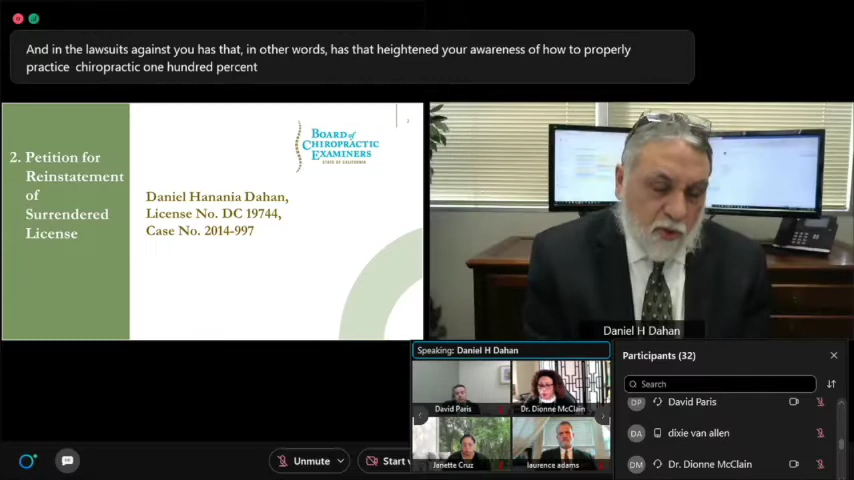 And in the lawsuits against you has that, in other words, has that heightened your awareness of how to properly
practice chiropractic one hundred percent
2. Petition for
Reinstatement
of
Surrendered
License
2
BOARD of
CHIROPRACTIC
EXAMINERS
STATE OF CALIFORNIA
Daniel Hanania Dahan,
License No. DC 19744,
Case No. 2014-997
Daniel H Dahan
Speaking: Daniel H Dahan
David Paris
Dr. Dionne McClain
Janette Cruz
laurence adams
Participants (32)
Search
DP David Paris
DA dixie van allen
DM Dr. Dionne McClain
Unmute
Start v